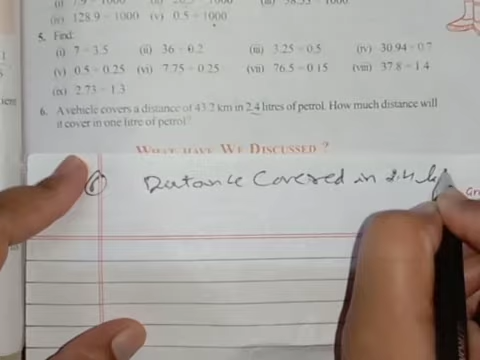 (iv) 128.9 ÷ 1000 (v) 0.5 ÷ 1000
5. Find:
(i) 7 ÷ 3.5 (ii) 36 ÷ 0.2 (iii) 3.25 ÷ 0.5 (iv) 30.94 ÷ 0.7
(v) 0.5 ÷ 0.25 (vi) 7.75 ÷ 0.25 (vii) 76.5 ÷ 0.15 (viii) 37.8 ÷ 1.4
(ix) 2.73 ÷ 1.3
6. A vehicle covers a distance of 43.2 km in 2.4 litres of petrol. How much distance will
it cover in one litre of petrol?
WHAT HAVE WE DISCUSSED ?
6 Distance Covered in 2.4